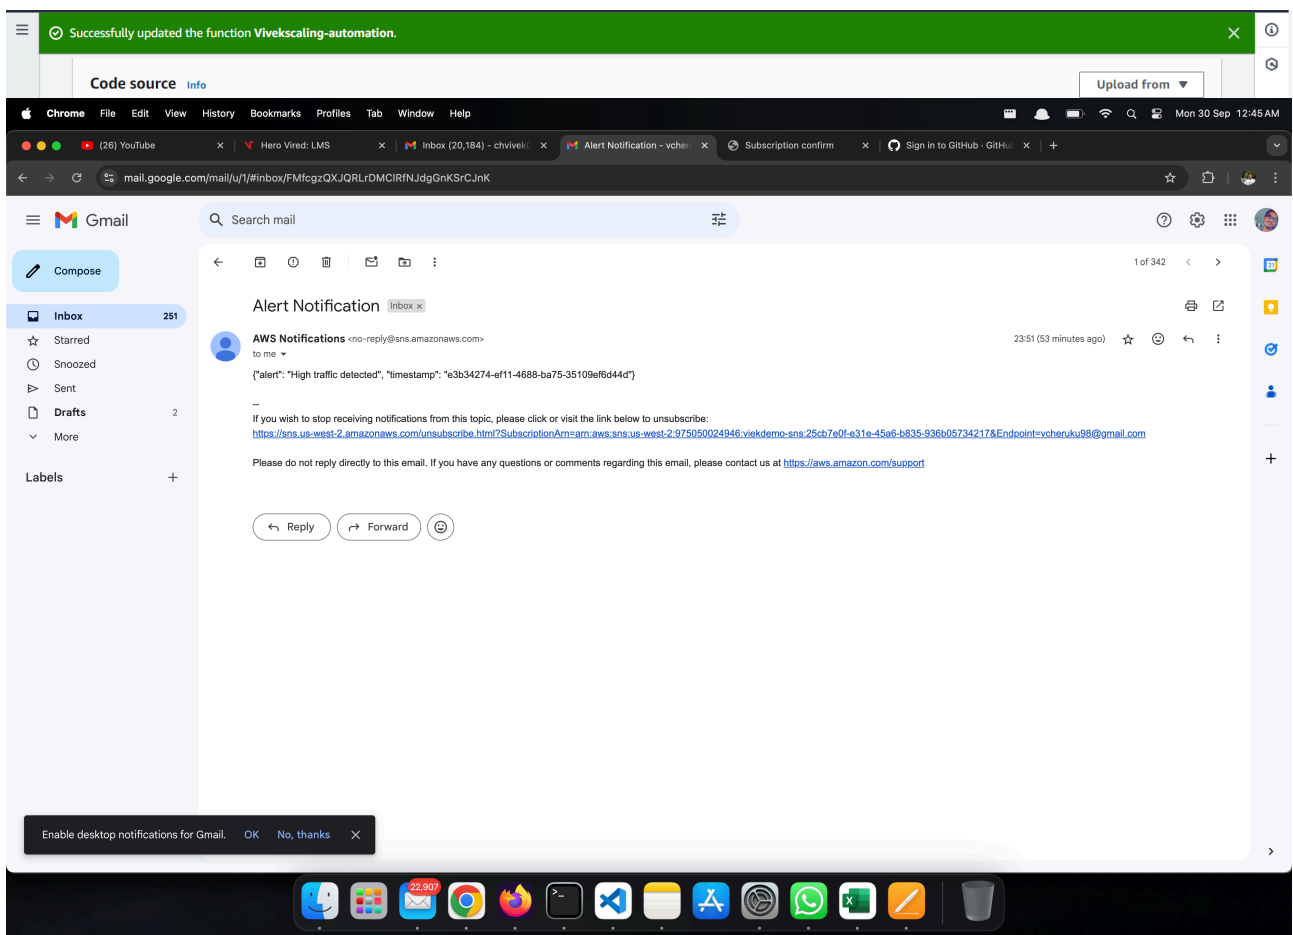 Successfully updated the function Vivekscaling-automation.
Code source Info
Upload from
Chrome File Edit View History Bookmarks Profiles Tab Window Help
Mon 30 Sep 12:45 AM
(26) YouTube
Hero Vired: LMS
Inbox (20,184) - chvivek
Alert Notification - vcher
Subscription confirm
Sign in to GitHub · GitHub
mail.google.com/mail/u/1/#inbox/FMfcgzQXJQRLrDMClRfNJdgGnKSrCJnK
Gmail
Search mail
Compose
1 of 342
31
Alert Notification Inbox ×
Inbox 251
Starred
Snoozed
Sent
Drafts 2
More
Labels
AWS Notifications <no-reply@sns.amazonaws.com>
23:51 (53 minutes ago)
to me
{"alert": "High traffic detected", "timestamp": "e3b34274-ef11-4688-ba75-35109ef6d44d"}
--
If you wish to stop receiving notifications from this topic, please click or visit the link below to unsubscribe:
https://sns.us-west-2.amazonaws.com/unsubscribe.html?SubscriptionArn=arn:aws:sns:us-west-2:975050024946:viekdemo-sns:25cb7e0f-e31e-45a6-b835-936b05734217&Endpoint=vcheruku98@gmail.com
Please do not reply directly to this email. If you have any questions or comments regarding this email, please contact us at https://aws.amazon.com/support
Reply
Forward
Enable desktop notifications for Gmail. OK No, thanks
22,907